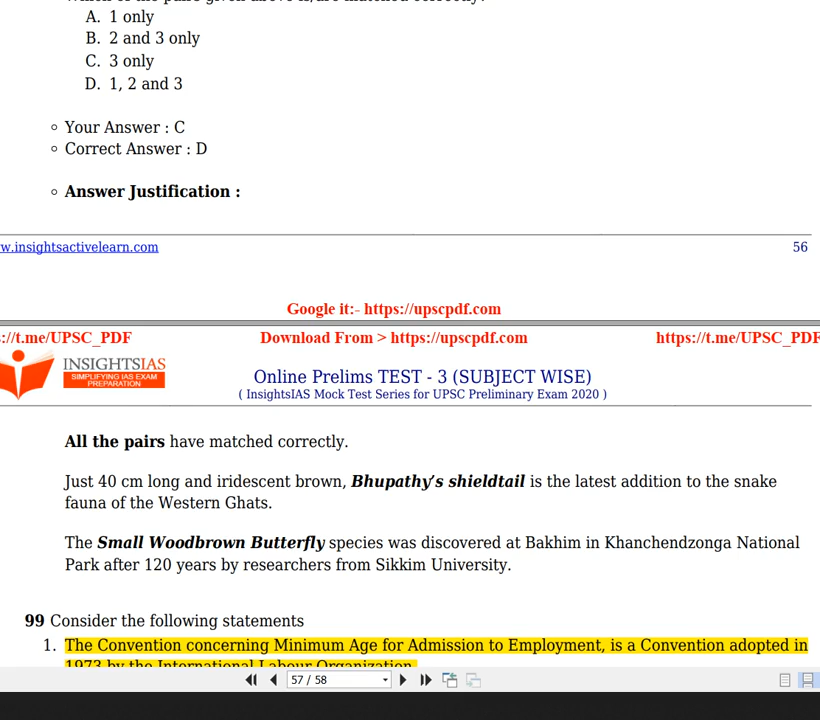 A. 1 only
B. 2 and 3 only
C. 3 only
D. 1, 2 and 3
Your Answer : C
Correct Answer : D
Answer Justification :
w.insightsactivelearn.com 56
Google it:- https://upscpdf.com
://t.me/UPSC_PDF Download From > https://upscpdf.com https://t.me/UPSC_PDF
INSIGHTSIAS
SIMPLIFYING IAS EXAM
PREPARATION
Online Prelims TEST - 3 (SUBJECT WISE)
( InsightsIAS Mock Test Series for UPSC Preliminary Exam 2020 )
All the pairs have matched correctly.
Just 40 cm long and iridescent brown, Bhupathy's shieldtail is the latest addition to the snake
fauna of the Western Ghats.
The Small Woodbrown Butterfly species was discovered at Bakhim in Khanchendzonga National
Park after 120 years by researchers from Sikkim University.
99 Consider the following statements
1. The Convention concerning Minimum Age for Admission to Employment, is a Convention adopted in
1973 by the International Labour Organization.
57 / 58